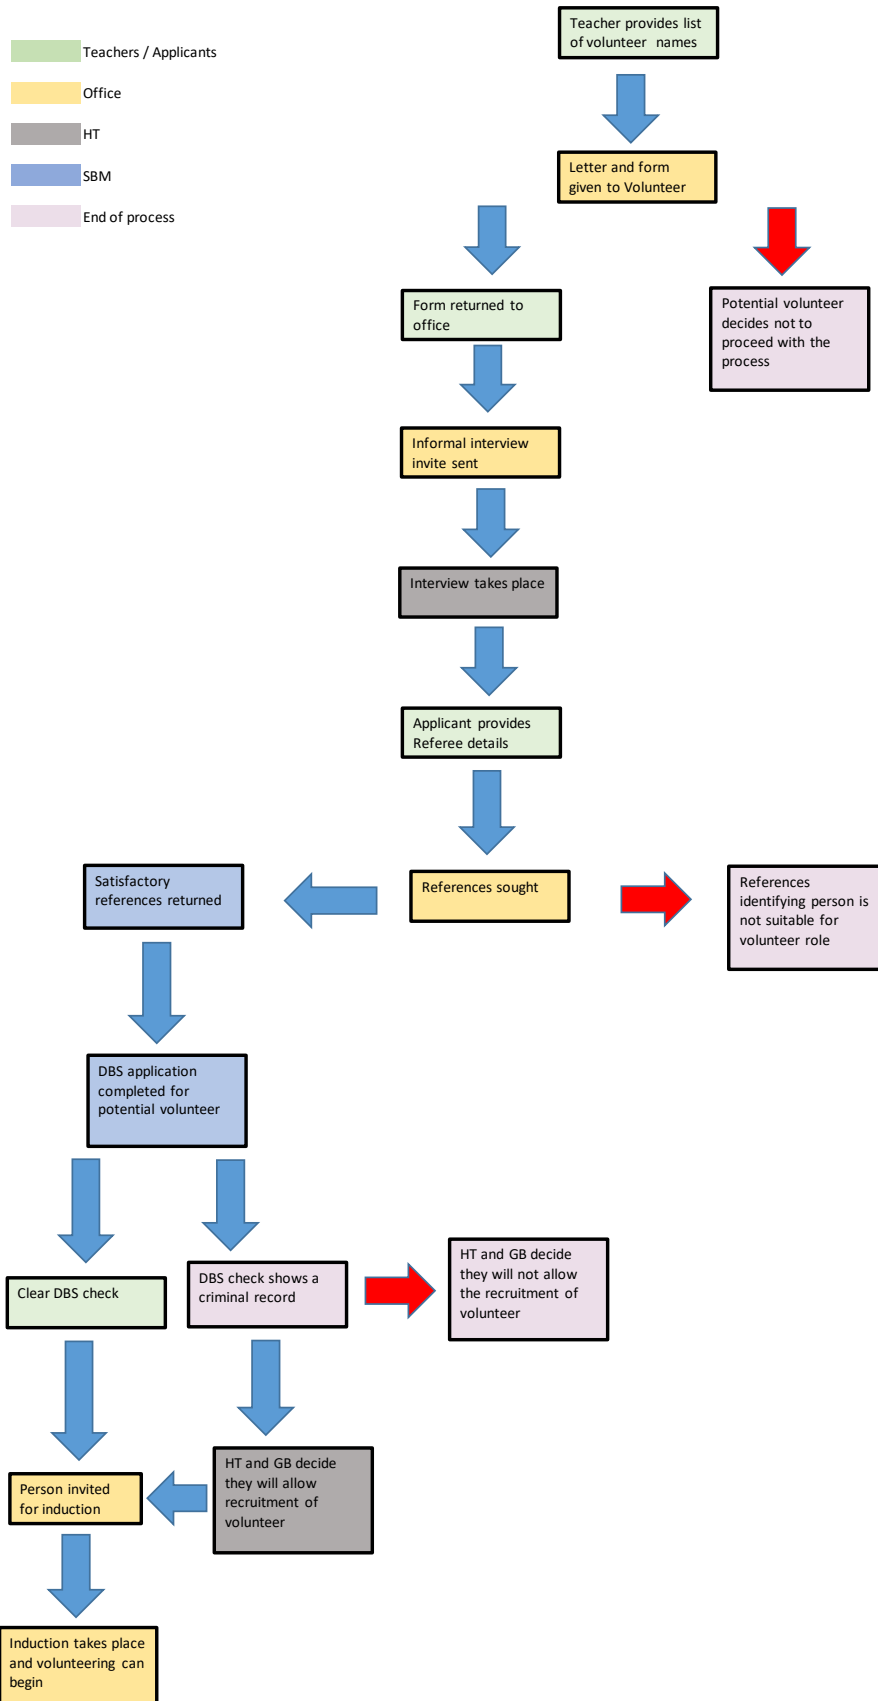 Teachers / Applicants
Office
HT
SBM
End of process
Teacher provides list
of volunteer names
Letter and form
given to Volunteer
Form returned to
office
Potential volunteer
decides not to
proceed with the
process
Informal interview
invite sent
Interview takes place
Applicant provides
Referee details
Satisfactory
references returned
References sought
References
identifying person is
not suitable for
volunteer role
DBS application
completed for
potential volunteer
Clear DBS check
DBS check shows a
criminal record
HT and GB decide
they will not allow
the recruitment of
volunteer
Person invited
for induction
HT and GB decide
they will allow
recruitment of
volunteer
Induction takes place
and volunteering can
begin